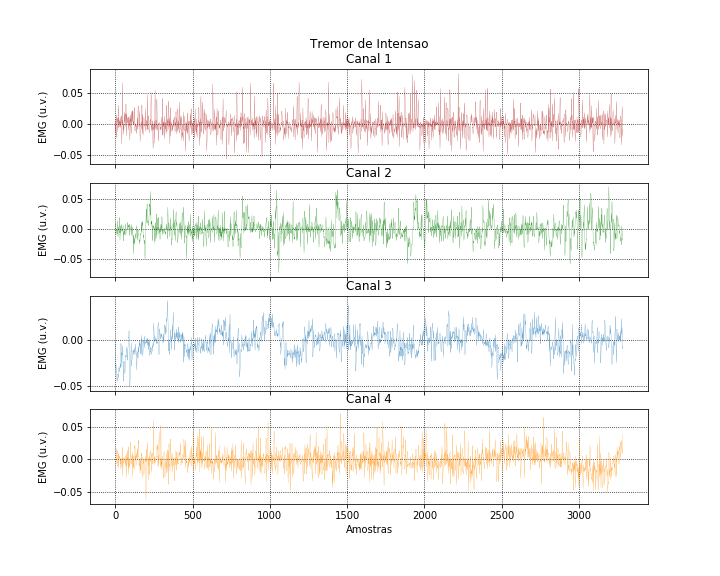 Tremor de Intensao
Canal 1
0.05
0.00
−0.05
EMG (u.v.)
Canal 2
0.05
0.00
−0.05
EMG (u.v.)
Canal 3
0.00
−0.05
EMG (u.v.)
Canal 4
0.05
0.00
−0.05
EMG (u.v.)
0 500 1000 1500 2000 2500 3000
Amostras